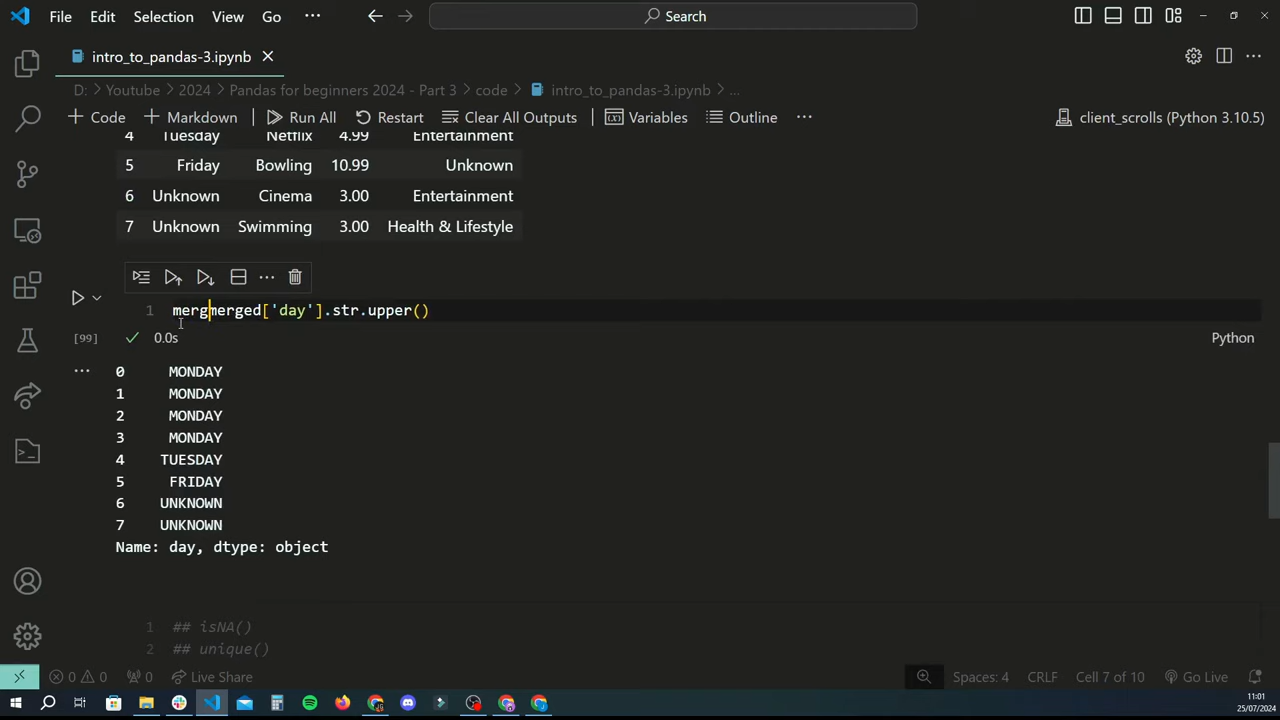 File Edit Selection View Go ··· Search
intro_to_pandas-3.ipynb
D: > Youtube > 2024 > Pandas for beginners 2024 - Part 3 > code > intro_to_pandas-3.ipynb > ...
+ Code + Markdown Run All Restart Clear All Outputs Variables Outline ··· client_scrolls (Python 3.10.5)
4 Tuesday Netflix 4.99 Entertainment
5 Friday Bowling 10.99 Unknown
6 Unknown Cinema 3.00 Entertainment
7 Unknown Swimming 3.00 Health & Lifestyle
1 mergmerged['day'].str.upper()
[99] 0.0s Python
0 MONDAY
1 MONDAY
2 MONDAY
3 MONDAY
4 TUESDAY
5 FRIDAY
6 UNKNOWN
7 UNKNOWN
Name: day, dtype: object
1 ## isNA()
2 ## unique()
0 0 0 Live Share Spaces: 4 CRLF Cell 7 of 10 Go Live
11:01
25/07/2024